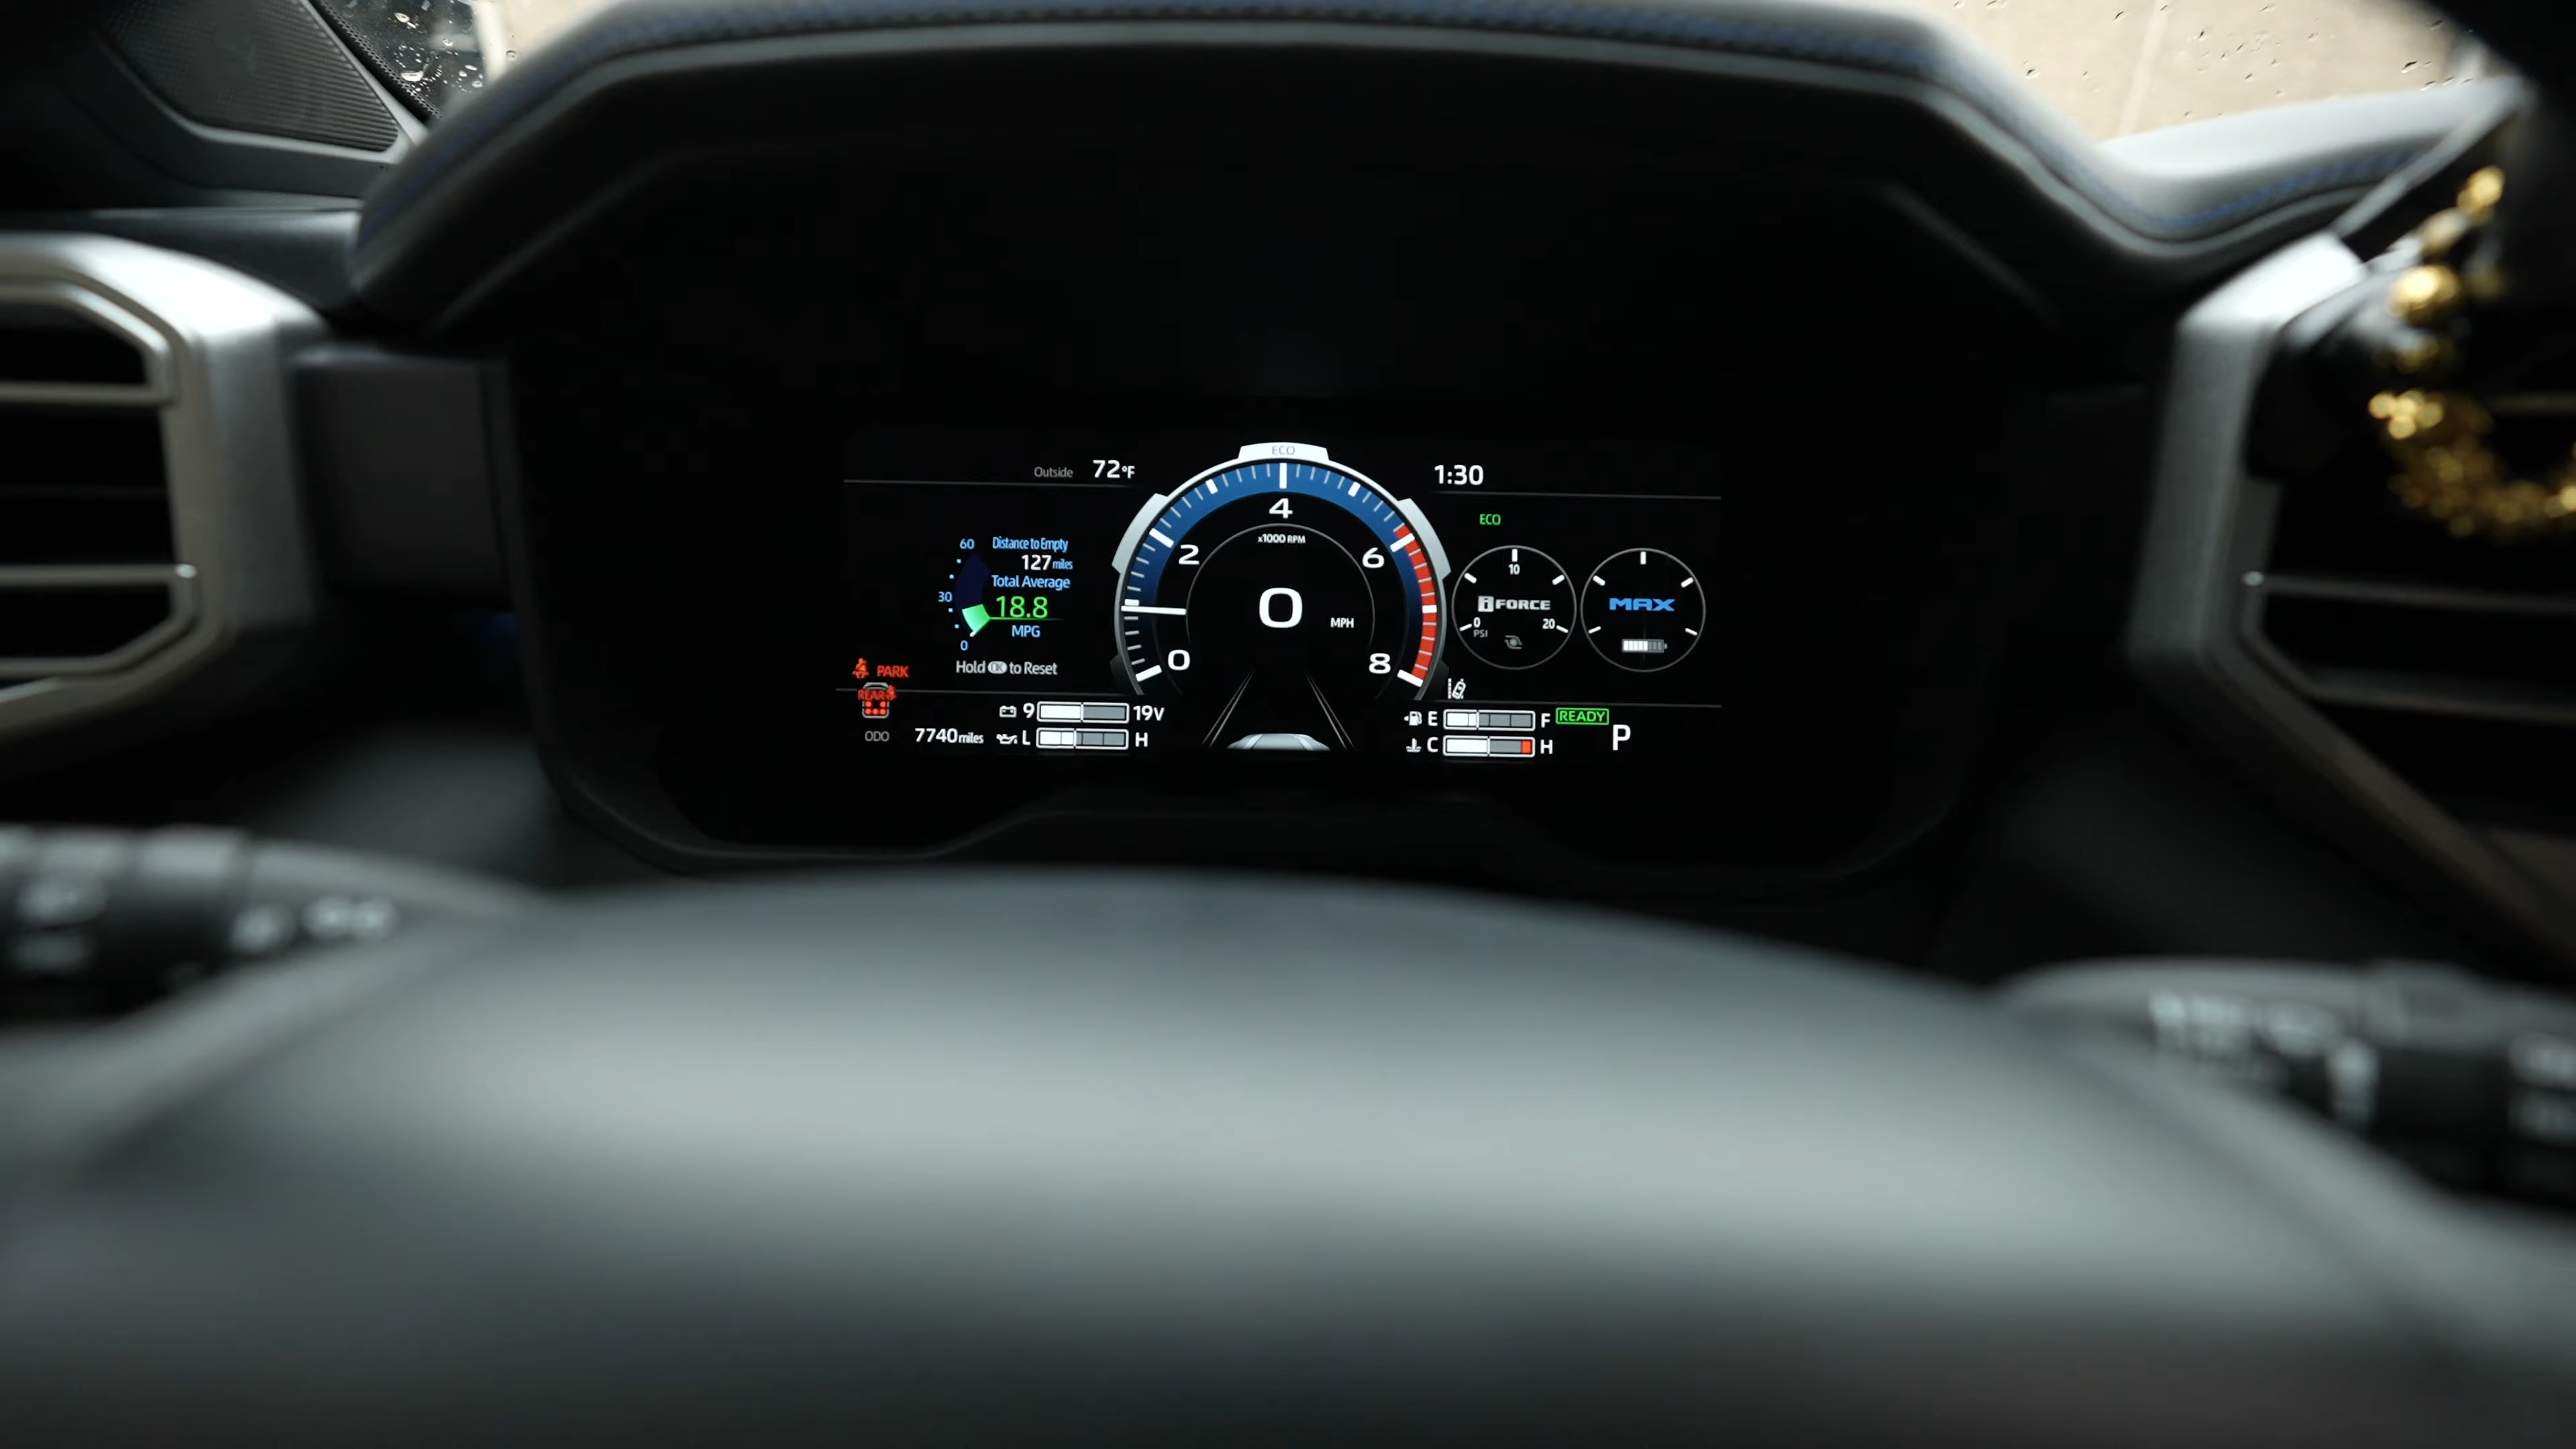 ECO
Outside 72°F
1:30
4
ECO
60 Distance to Empty
127 miles
x1000 RPM
2
6
10
Total Average
30
18.8
0
MPH
iFORCE
MAX
0
20
PSI
MPG
0
0
8
Hold OK to Reset
PARK
REAR
9 19V
E F READY
ODO 7740 miles L H
C H
P